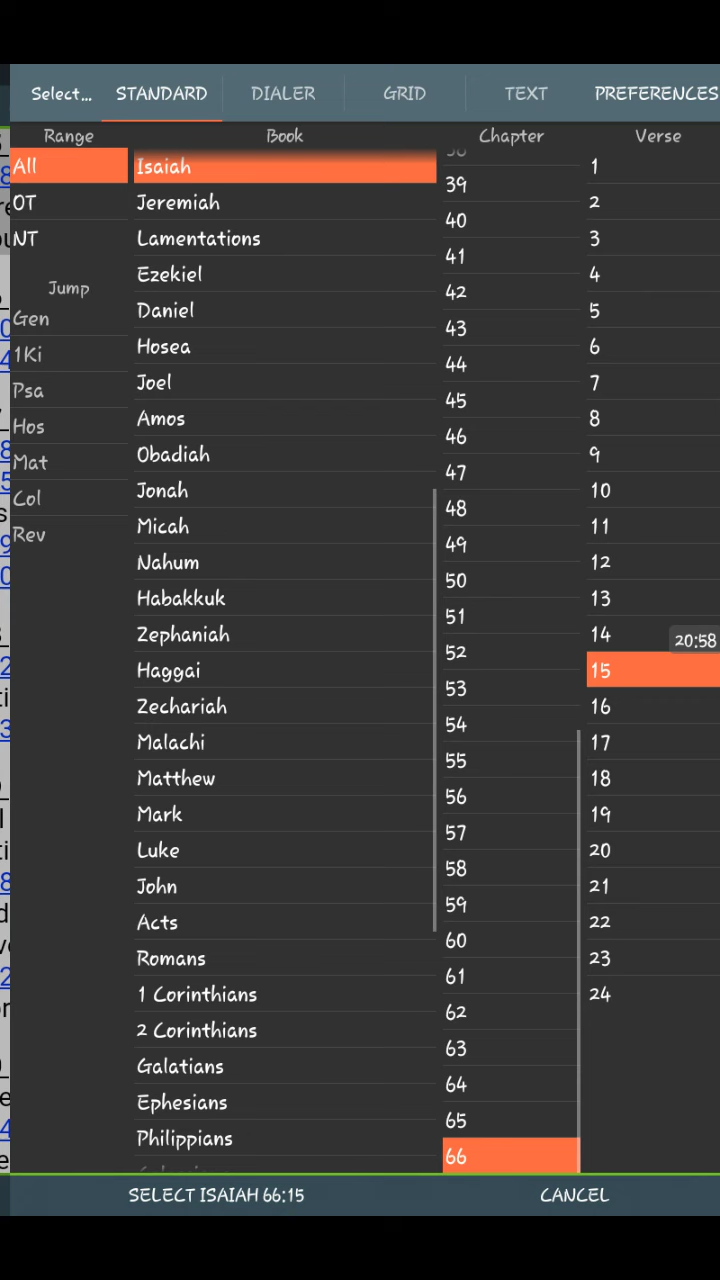 Select... STANDARD DIALER GRID TEXT PREFERENCES
Range Book Chapter Verse
All
OT
NT
Jump
Gen
1Ki
Psa
Hos
Mat
Col
Rev
Isaiah
Jeremiah
Lamentations
Ezekiel
Daniel
Hosea
Joel
Amos
Obadiah
Jonah
Micah
Nahum
Habakkuk
Zephaniah
Haggai
Zechariah
Malachi
Matthew
Mark
Luke
John
Acts
Romans
1 Corinthians
2 Corinthians
Galatians
Ephesians
Philippians
39
40
41
42
43
44
45
46
47
48
49
50
51
52
53
54
55
56
57
58
59
60
61
62
63
64
65
66
1
2
3
4
5
6
7
8
9
10
11
12
13
14
20:58
15
16
17
18
19
20
21
22
23
24
SELECT ISAIAH 66:15 CANCEL